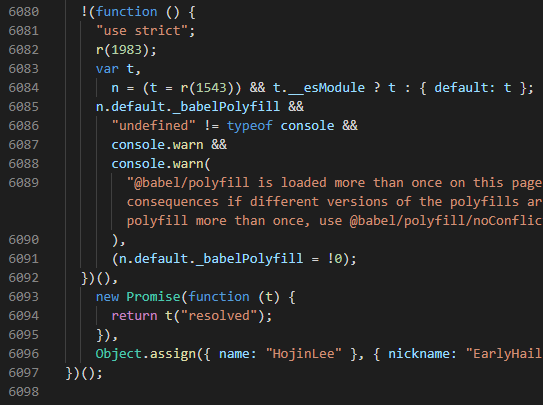 6080 !(function () {
6081 "use strict";
6082 r(1983);
6083 var t,
6084 n = (t = r(1543)) && t.__esModule ? t : { default: t };
6085 n.default._babelPolyfill &&
6086 "undefined" != typeof console &&
6087 console.warn &&
6088 console.warn(
6089 "@babel/polyfill is loaded more than once on this page
consequences if different versions of the polyfills ar
polyfill more than once, use @babel/polyfill/noConflic
6090 ),
6091 (n.default._babelPolyfill = !0);
6092 })(),
6093 new Promise(function (t) {
6094 return t("resolved");
6095 }),
6096 Object.assign({ name: "HojinLee" }, { nickname: "EarlyHail
6097 })();
6098